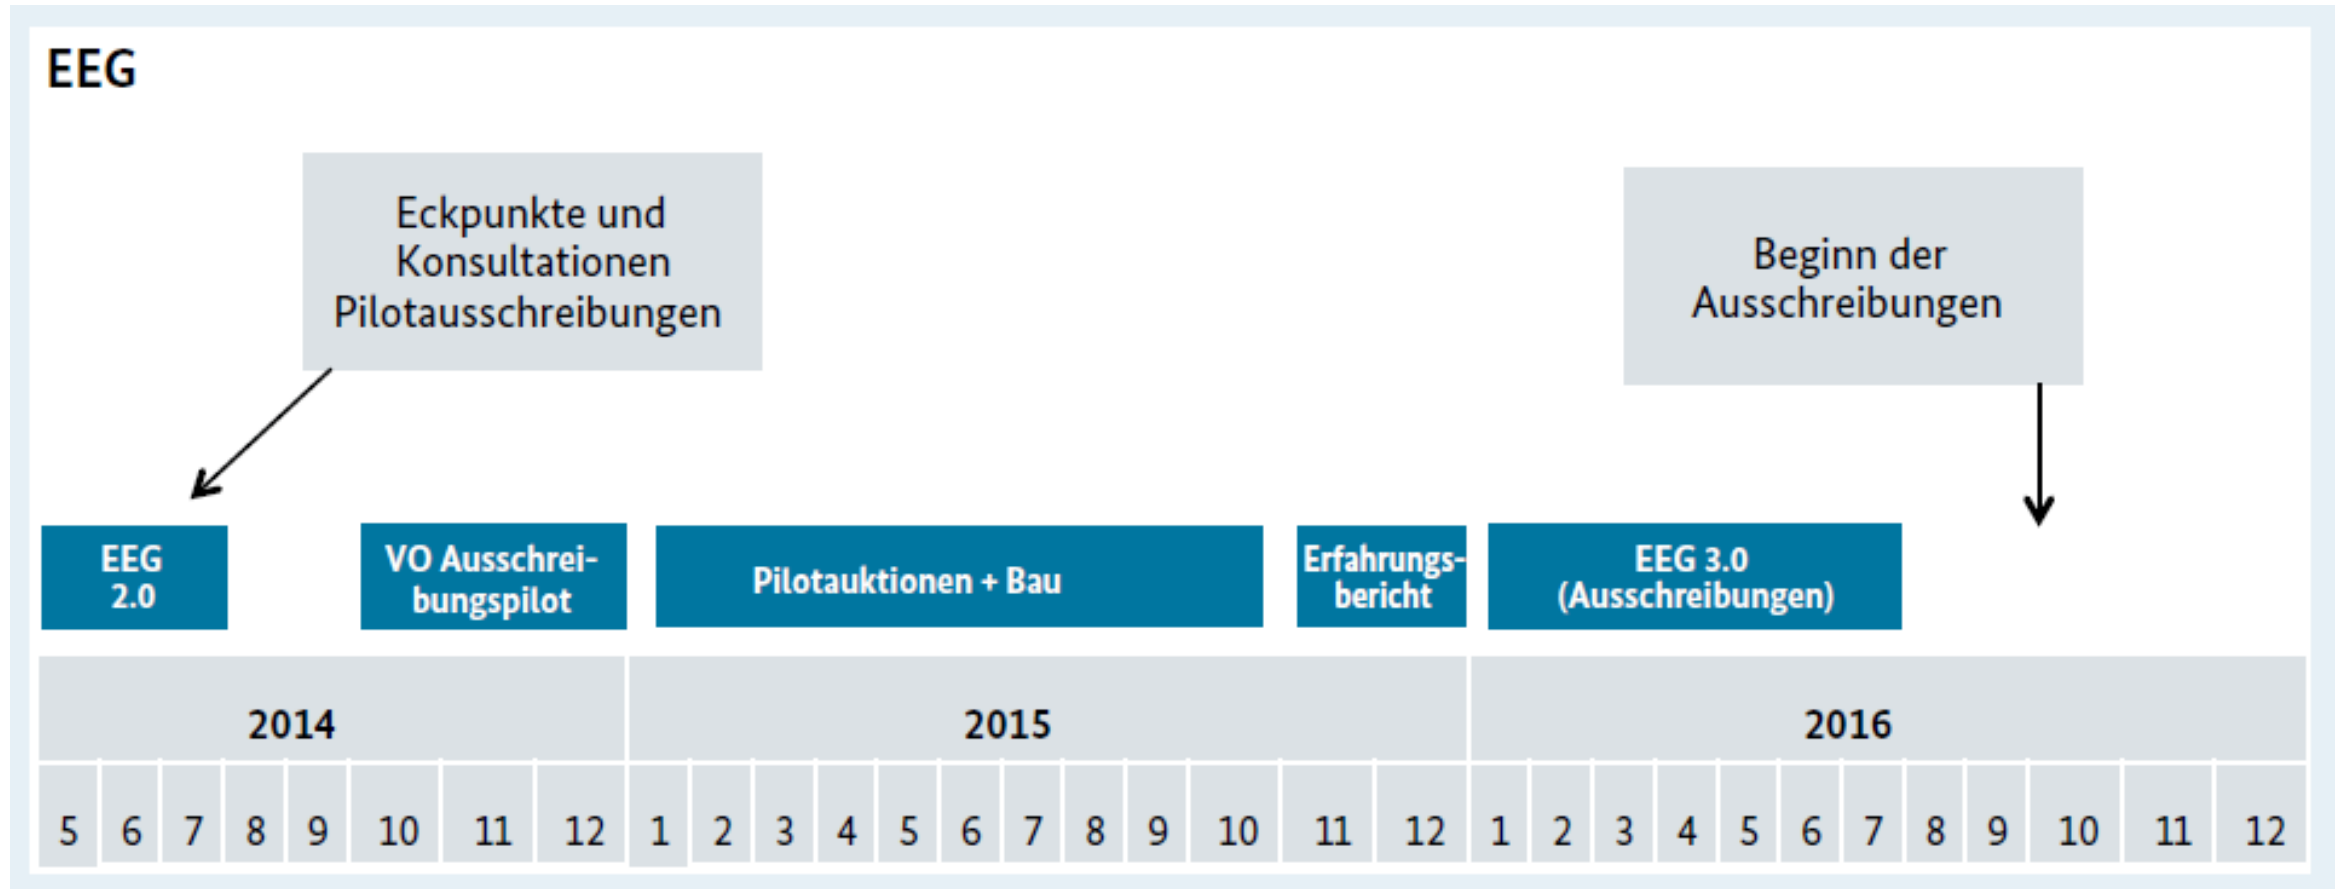 EEG
Eckpunkte und
Konsultationen
Pilotausschreibungen
Beginn der
Ausschreibungen
EEG
2.0
VO Ausschrei-
bungspilot
Pilotauktionen + Bau
Erfahrungs-
bericht
EEG 3.0
(Ausschreibungen)
2014 2015 2016
5 6 7 8 9 10 11 12 1 2 3 4 5 6 7 8 9 10 11 12 1 2 3 4 5 6 7 8 9 10 11 12